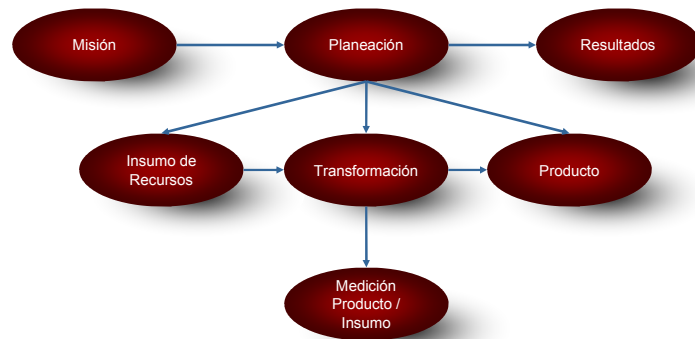 Misión
Planeación
Resultados
Insumo de
Recursos
Transformación
Producto
Medición
Producto /
Insumo